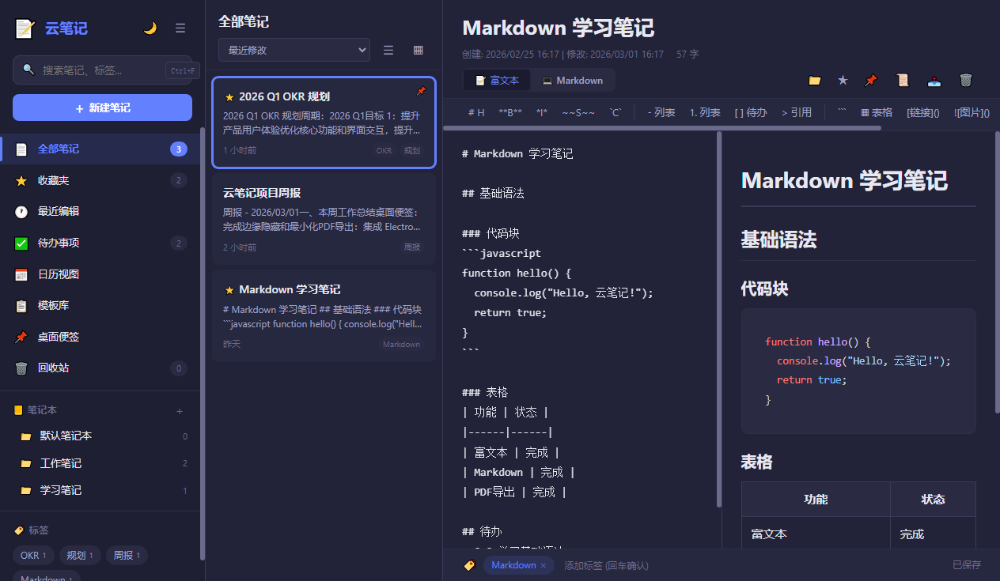 云笔记
搜索笔记、标签...
Ctrl+F
+ 新建笔记
全部笔记 3
收藏夹 2
最近编辑
待办事项 2
日历视图
模板库
桌面便签
回收站 0
笔记本 +
默认笔记本 0
工作笔记 2
学习笔记 1
标签
OKR 1 规划 1 周报 1
Markdown 1
全部笔记
最近修改
2026 Q1 OKR 规划
2026 Q1 OKR 规划周期：2026 Q1目标 1：提升
产品用户体验优化核心功能和界面交互，提升...
1 小时前 OKR 规划
云笔记项目周报
周报 - 2026/03/01一、本周工作总结桌面便签：
完成边缘隐藏和最小化PDF导出：集成 Electro...
2 小时前 周报
Markdown 学习笔记
# Markdown 学习笔记 ## 基础语法 ### 代码块
```javascript function hello() { console.log("Hell...
昨天 Markdown
Markdown 学习笔记
创建: 2026/02/25 16:17 | 修改: 2026/03/01 16:17 57 字
富文本 Markdown
# H **B** *I* ~~S~~ `C` - 列表 1. 列表 [ ] 待办 > 引用 ``` ▦ 表格 [链接]() ![图片]()
# Markdown 学习笔记
## 基础语法
### 代码块
```javascript
function hello() {
console.log("Hello, 云笔记!");
return true;
}
```
### 表格
| 功能 | 状态 |
|------|------|
| 富文本 | 完成 |
| Markdown | 完成 |
| PDF导出 | 完成 |
## 待办
Markdown 学习笔记
基础语法
代码块
function hello() {
console.log("Hello, 云笔记!");
return true;
}
表格
功能 状态
富文本 完成
Markdown × 添加标签 (回车确认) 已保存